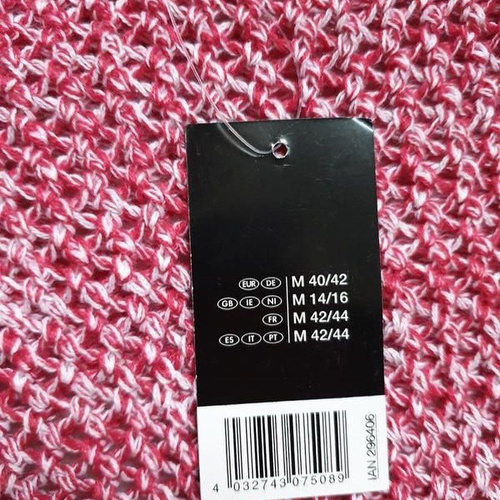 EUR DE M 40/42
GB IE NI M 14/16
FR M 42/44
ES IT PT M 42/44
4 032743 075089
IAN 296406